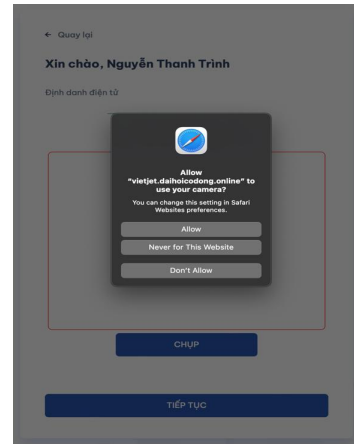 ← Quay lại
Xin chào, Nguyễn Thanh Trình
Định danh điện tử
Allow
"vietjet.daihoicodong.online" to
use your camera?
You can change this setting in Safari
Websites preferences.
Allow
Never for This Website
Don't Allow
CHỤP
TIẾP TỤC